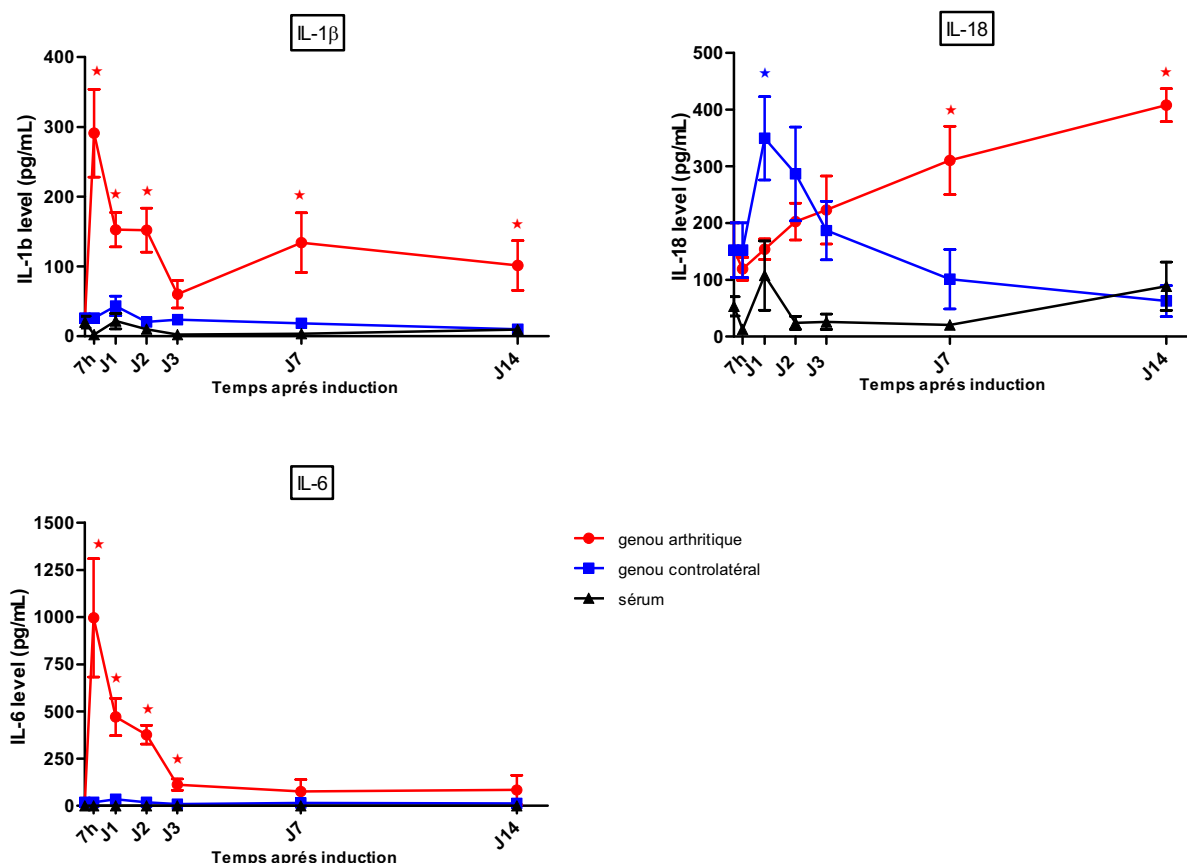 IL-1β
400
300
200
100
0
IL-1b level (pg/mL)
7h
J1
J2
J3
J7
J14
Temps aprés induction
IL-18
500
400
300
200
100
0
IL-18 level (pg/mL)
7h
J1
J2
J3
J7
J14
Temps aprés induction
IL-6
1500
1250
1000
750
500
250
0
IL-6 level (pg/mL)
7h
J1
J2
J3
J7
J14
Temps aprés induction
genou arthritique
genou controlatéral
sérum